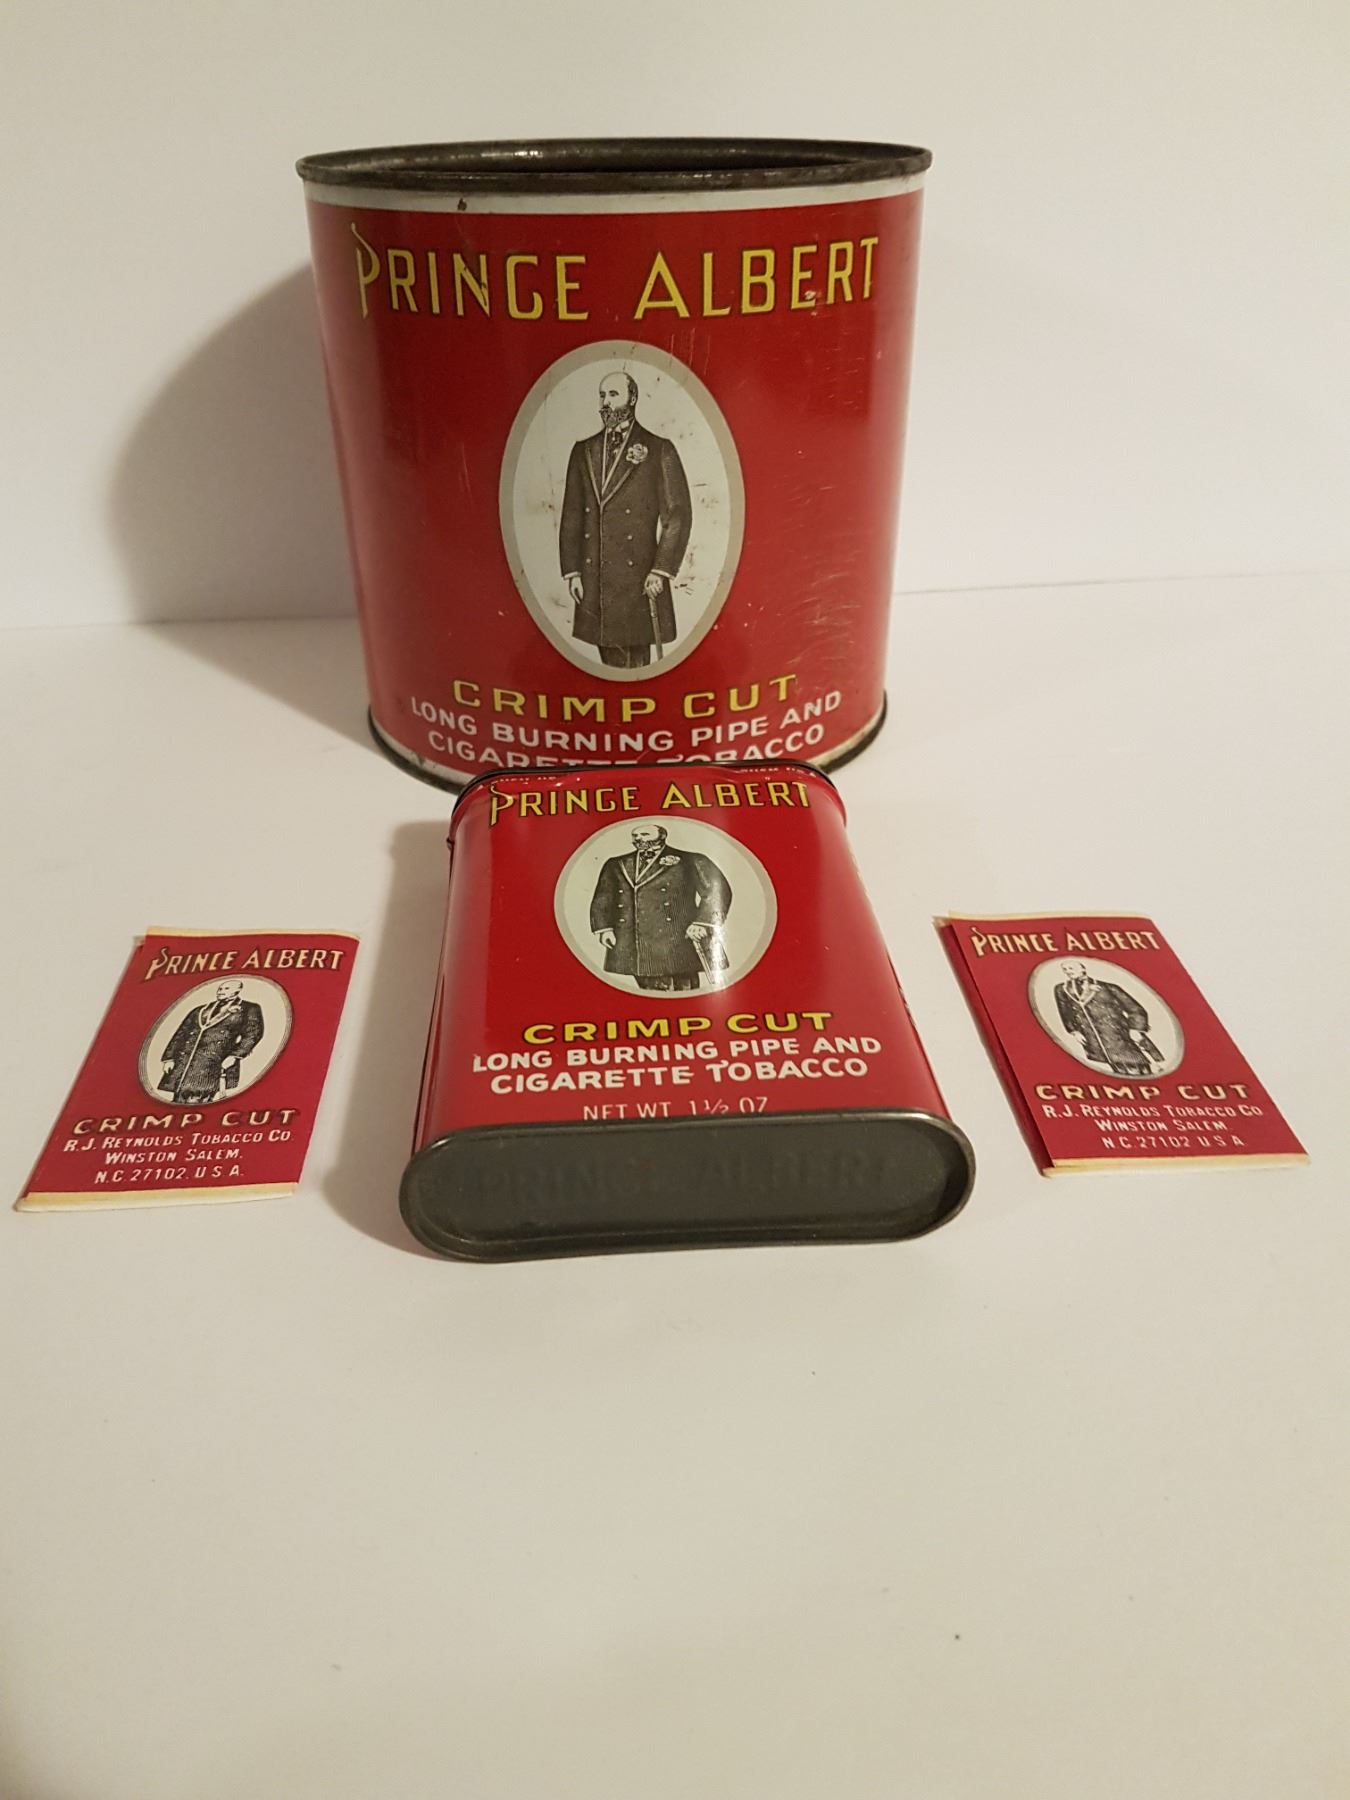 PRINCE ALBERT
CRIMP CUT
LONG BURNING PIPE AND
CIGARETTE TOBACCO
PRINCE ALBERT
CRIMP CUT
LONG BURNING PIPE AND
CIGARETTE TOBACCO
NET WT. 1½ OZ
PRINCE ALBERT
PRINCE ALBERT
CRIMP CUT
R.J. REYNOLDS TOBACCO CO.
WINSTON SALEM.
N.C. 27102. U S A.
PRINCE ALBERT
CRIMP CUT
R.J. REYNOLDS TOBACCO CO
WINSTON SALEM.
N.C. 27102 U S A.